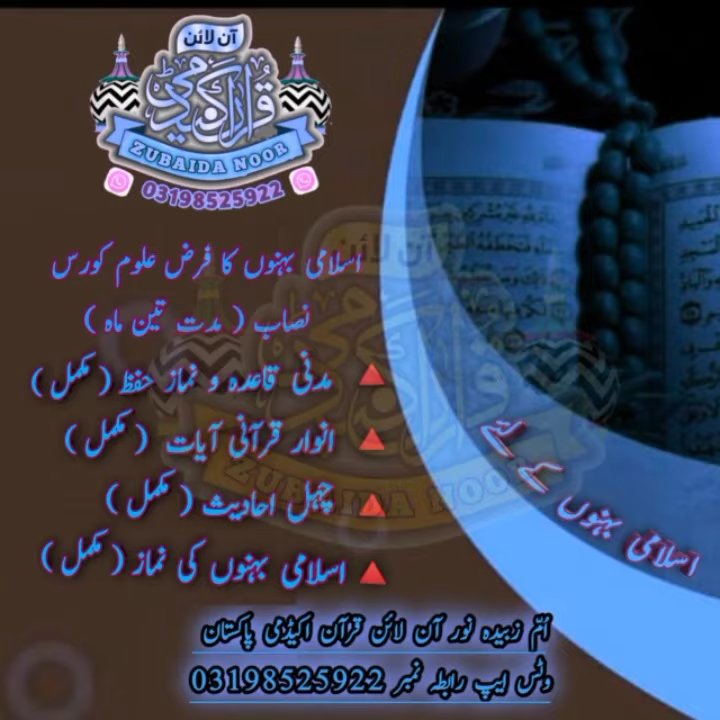 آن لائن
قرآن اکیڈمی
ZUBAIDA NOOR
03198525922
اسلامی بہنوں کا فرض علوم کورس
نصاب ( مدت تین ماہ )
مدنی قاعدہ و نماز حفظ ( مکمل )
انوار قرآنی آیات ( مکمل )
چہل احادیث ( مکمل )
اسلامی بہنوں کی نماز ( مکمل )
اسلامی بہنوں کے لئے
امّ زبیدہ نور آن لائن قرآن اکیڈمی پاکستان
وٹس ایپ رابطہ نمبر 03198525922